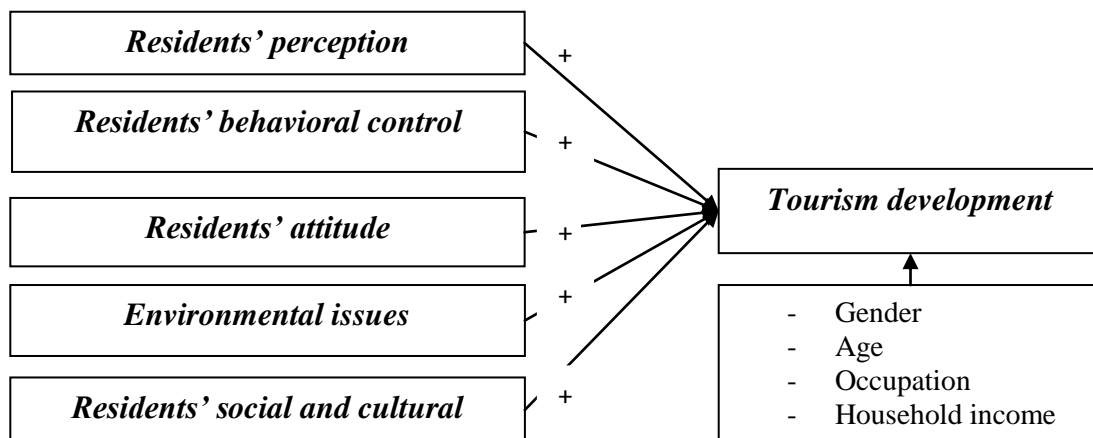 Residents’ perception
+
Residents’ behavioral control
+
Tourism development
Residents’ attitude
+
Environmental issues
+
Residents’ social and cultural
+
- Gender
- Age
- Occupation
- Household income